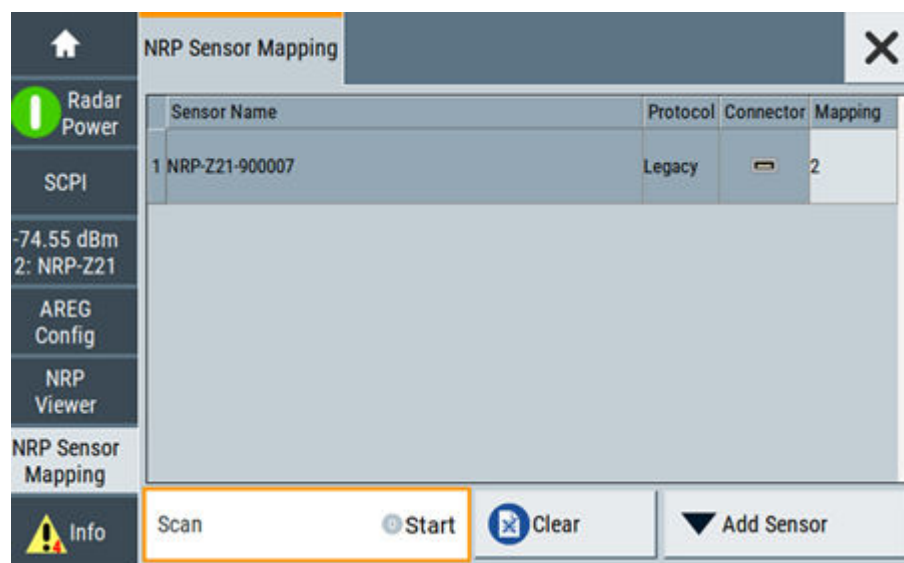 NRP Sensor Mapping
Radar
Power
SCPI
-74.55 dBm
2: NRP-Z21
AREG
Config
NRP
Viewer
NRP Sensor
Mapping
4
Info
Sensor Name Protocol Connector Mapping
1 NRP-Z21-900007 Legacy 2
Scan Start Clear Add Sensor